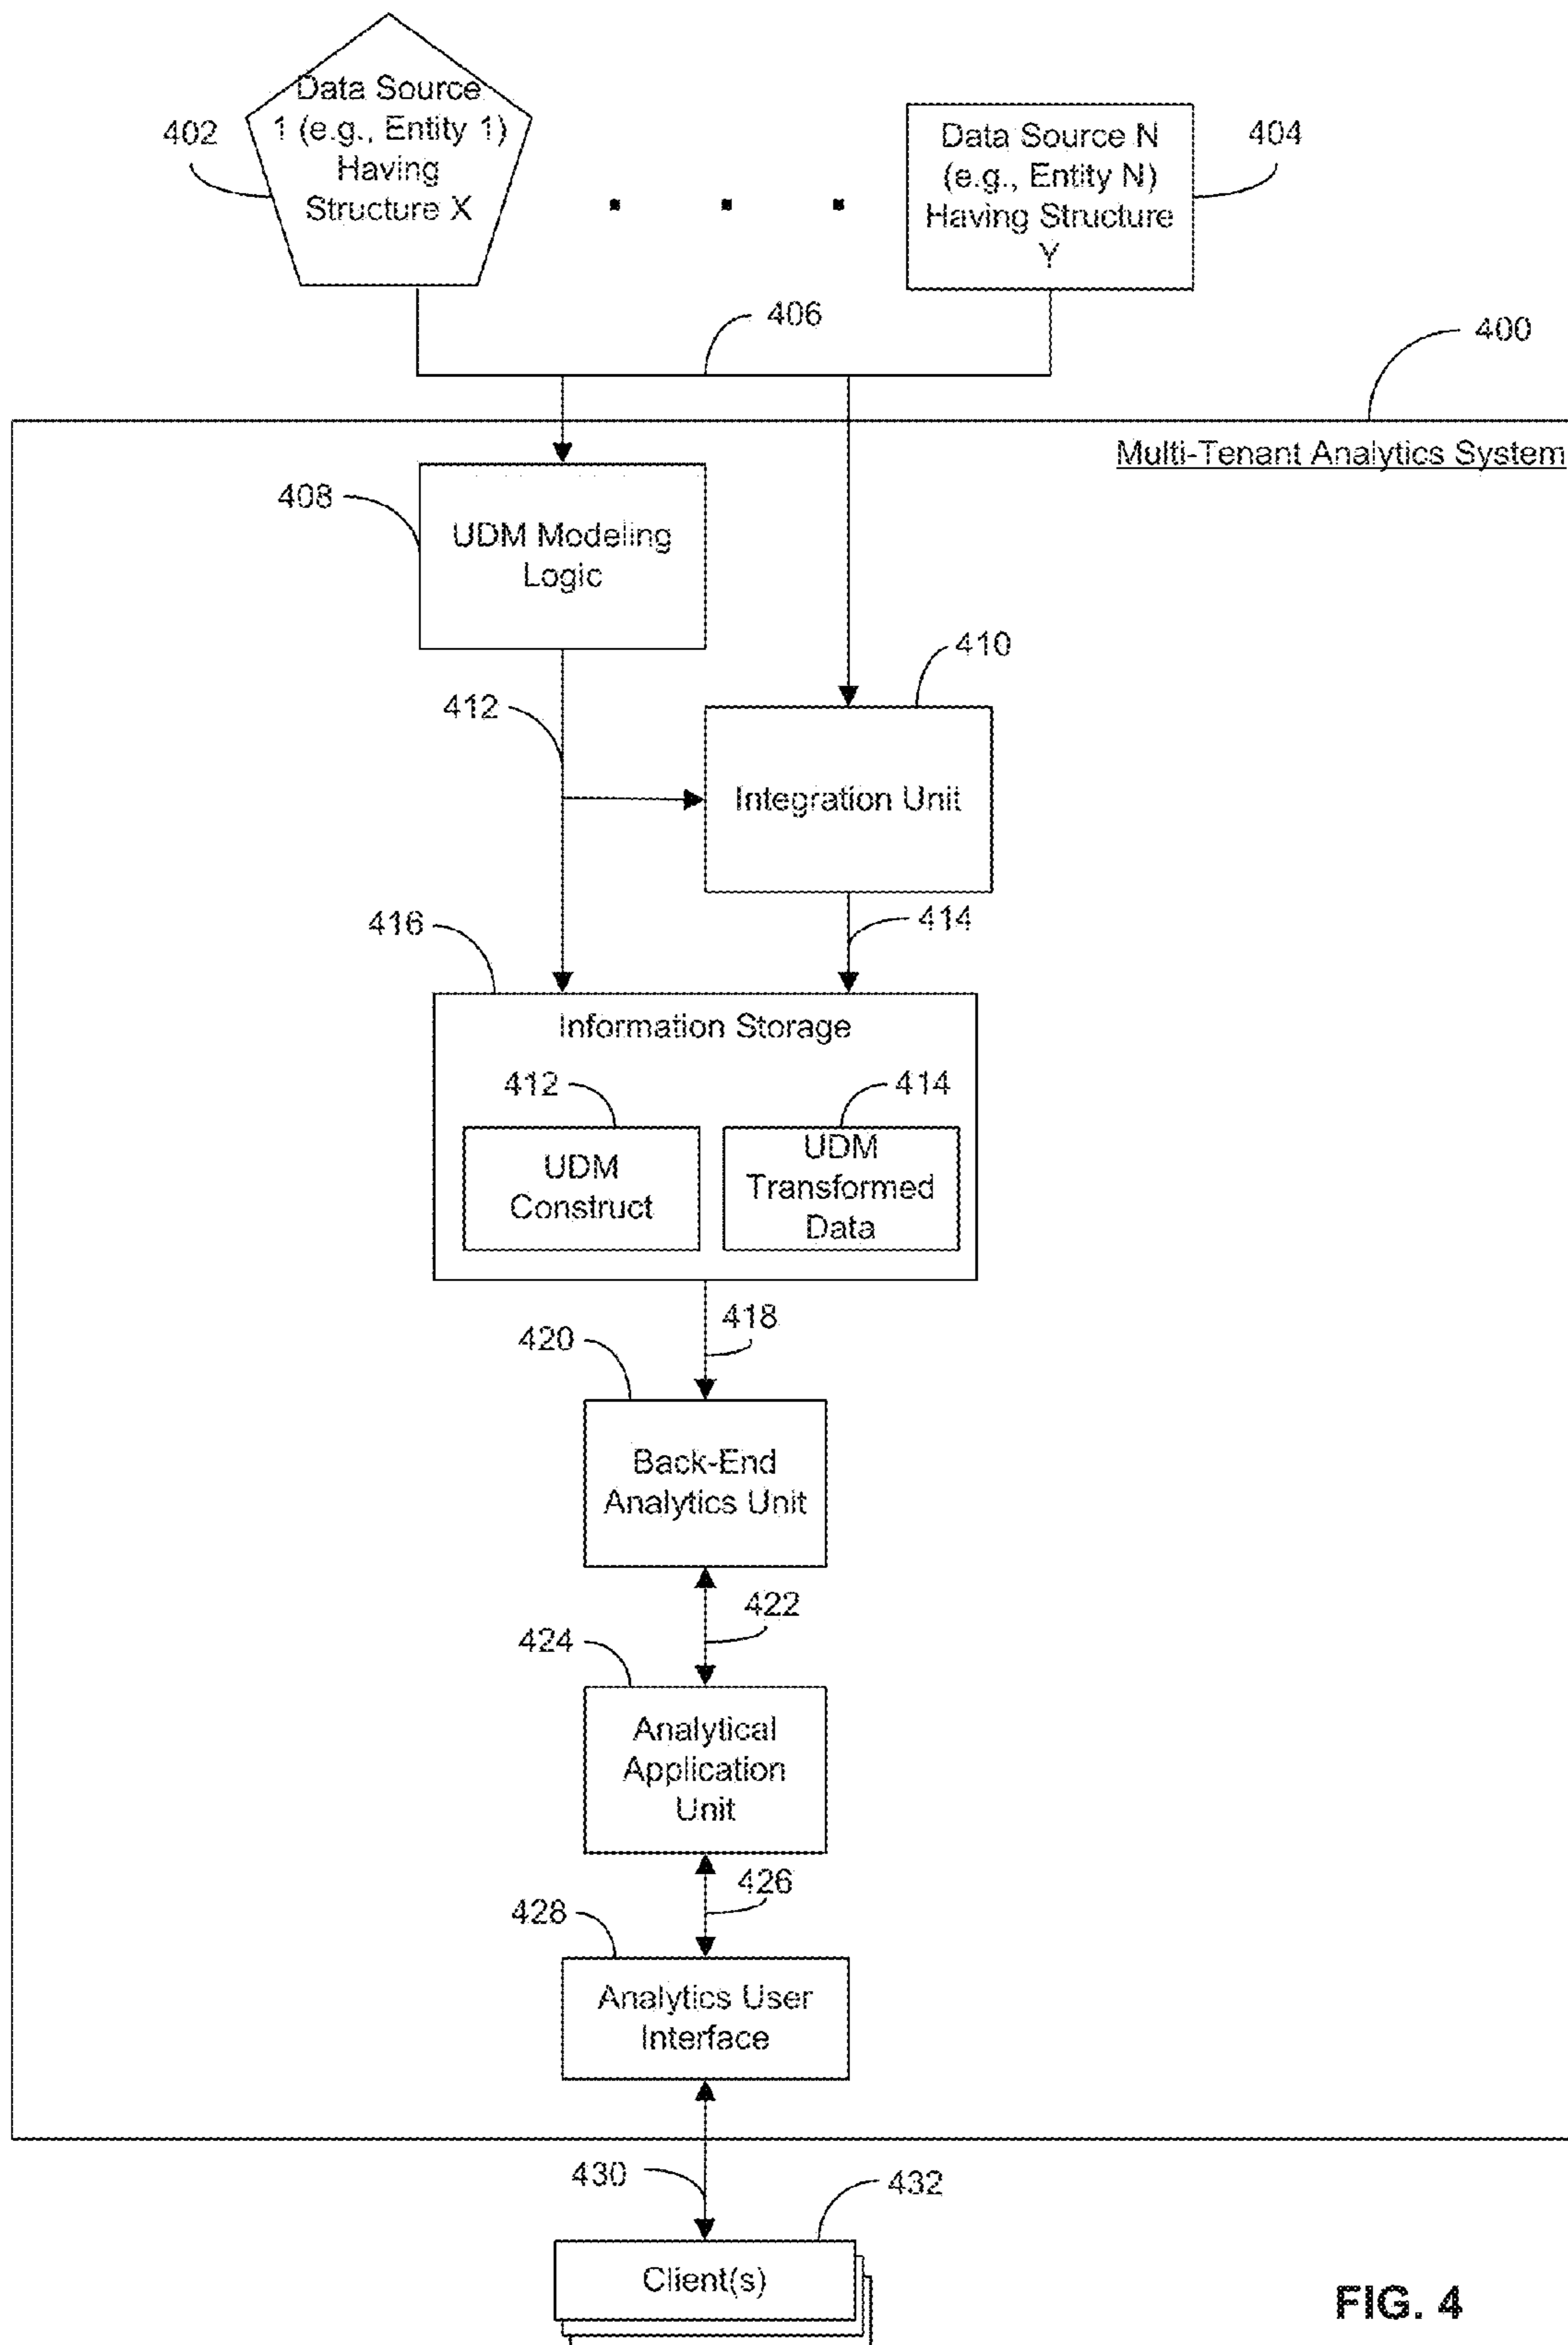 Data Source
1 (e.g., Entity 1)
Having
Structure X
402
Data Source N
(e.g., Entity N)
Having Structure
Y
404
406
400
Multi-Tenant Analytics System
408
UDM Modeling
Logic
410
412
Integration Unit
414
416
Information Storage
412
414
UDM
Construct
UDM
Transformed
Data
418
420
Back-End
Analytics Unit
422
424
Analytical
Application
Unit
426
428
Analytics User
Interface
430
432
Client(s)
FIG. 4